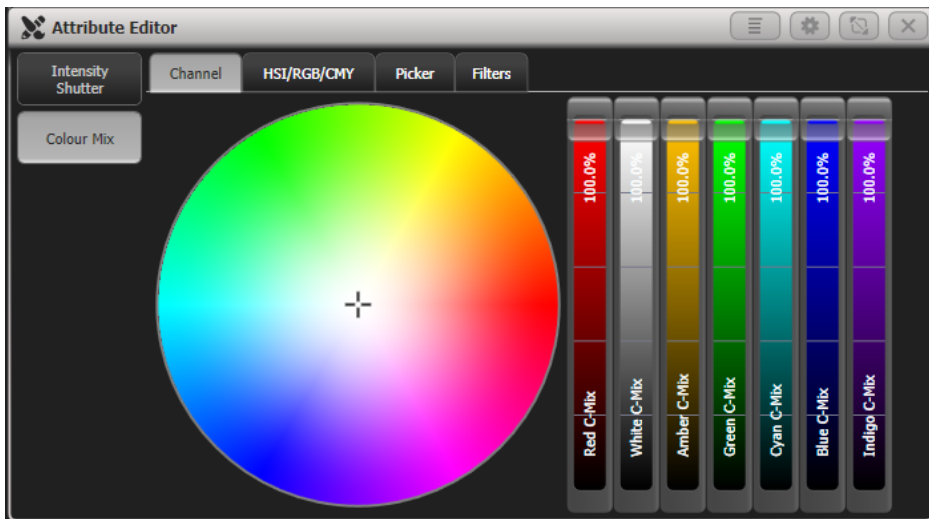 Attribute Editor
Intensity
Shutter
Channel
HSI/RGB/CMY
Picker
Filters
Colour Mix
100.0%
100.0%
100.0%
100.0%
100.0%
100.0%
100.0%
Red C-Mix
White C-Mix
Amber C-Mix
Green C-Mix
Cyan C-Mix
Blue C-Mix
Indigo C-Mix